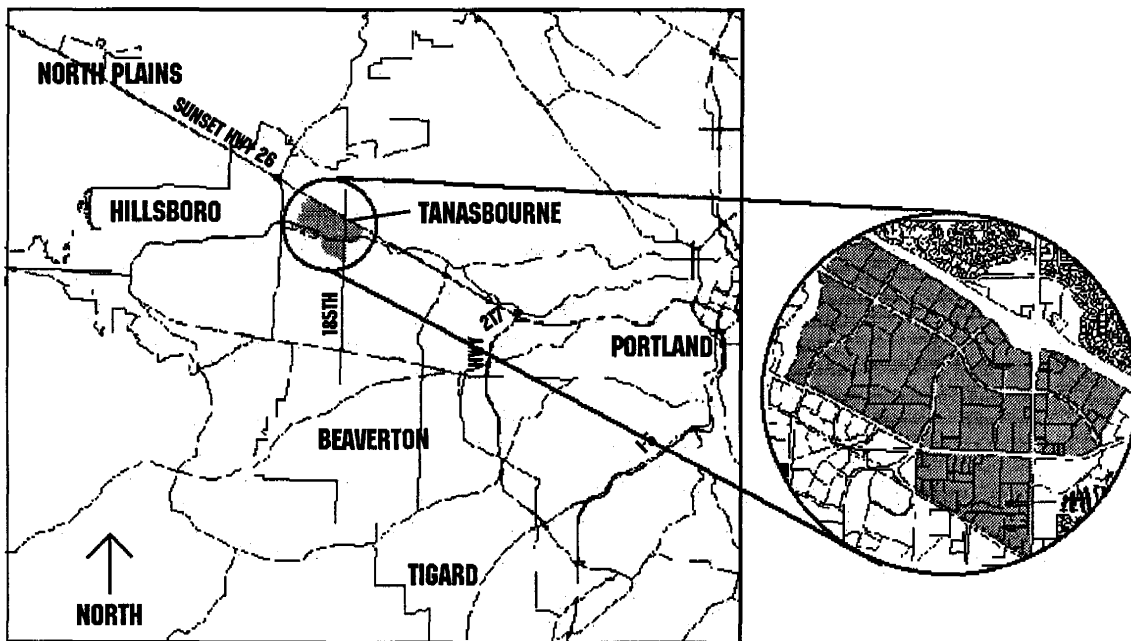 NORTH PLAINS
SUNSET HWY 26
HILLSBORO
TANASBOURNE
185TH
HWY 217
PORTLAND
BEAVERTON
TIGARD
NORTH